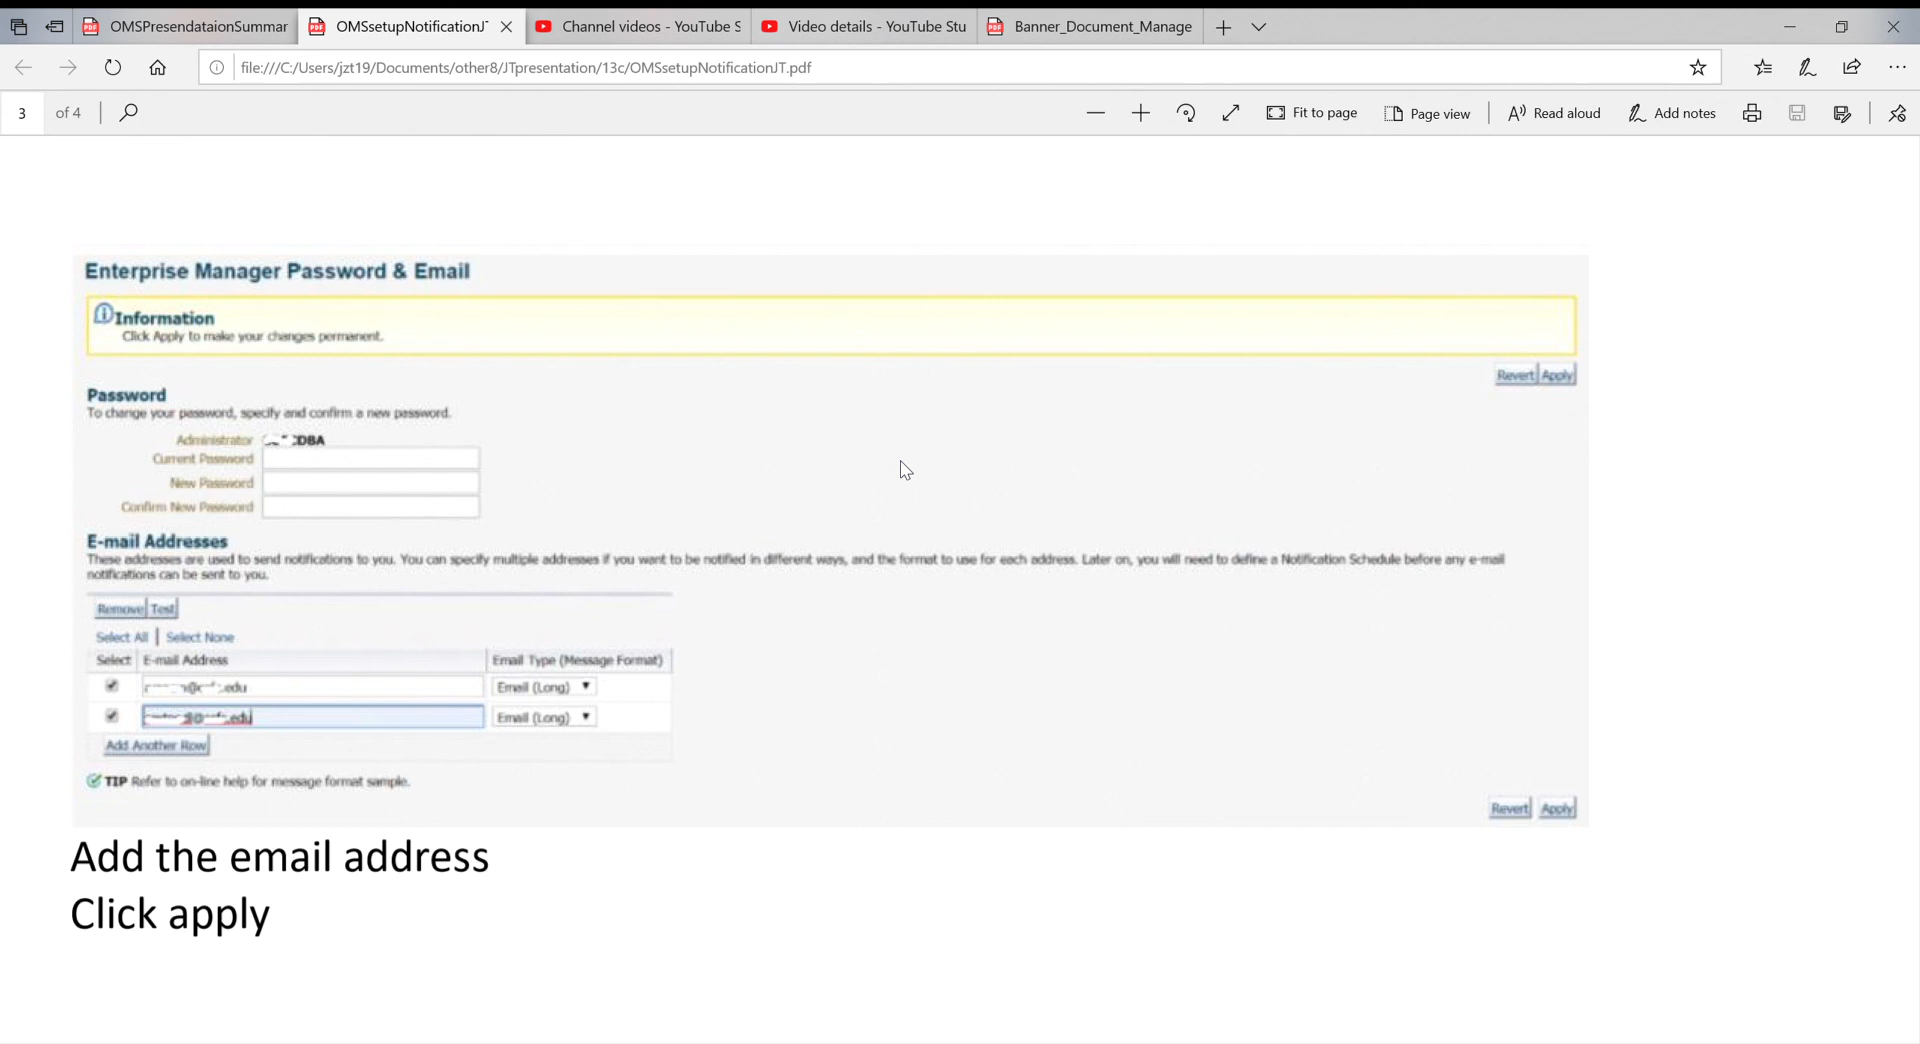 OMSPresendataionSummar
OMSsetupNotificationJT
Channel videos - YouTube S
Video details - YouTube Stu
Banner_Document_Manage
file:///C:/Users/jzt19/Documents/other8/JTpresentation/13c/OMSsetupNotificationJT.pdf
3 of 4
Fit to page
Page view
Read aloud
Add notes
Enterprise Manager Password & Email
Information
Click Apply to make your changes permanent.
Revert Apply
Password
To change your password, specify and confirm a new password.
Administrator DBA
Current Password
New Password
Confirm New Password
E-mail Addresses
These addresses are used to send notifications to you. You can specify multiple addresses if you want to be notified in different ways, and the format to use for each address. Later on, you will need to define a Notification Schedule before any e-mail
notifications can be sent to you.
Remove Test
Select All | Select None
Select E-mail Address Email Type (Message Format)
.edu Email (Long)
.edu Email (Long)
Add Another Row
TIP Refer to on-line help for message format sample.
Revert Apply
Add the email address
Click apply